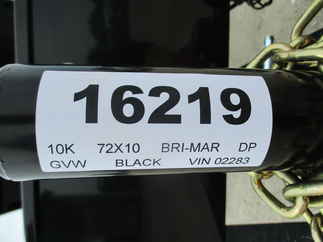 16219
10K 72X10 BRI-MAR DP
GVW BLACK VIN 02283